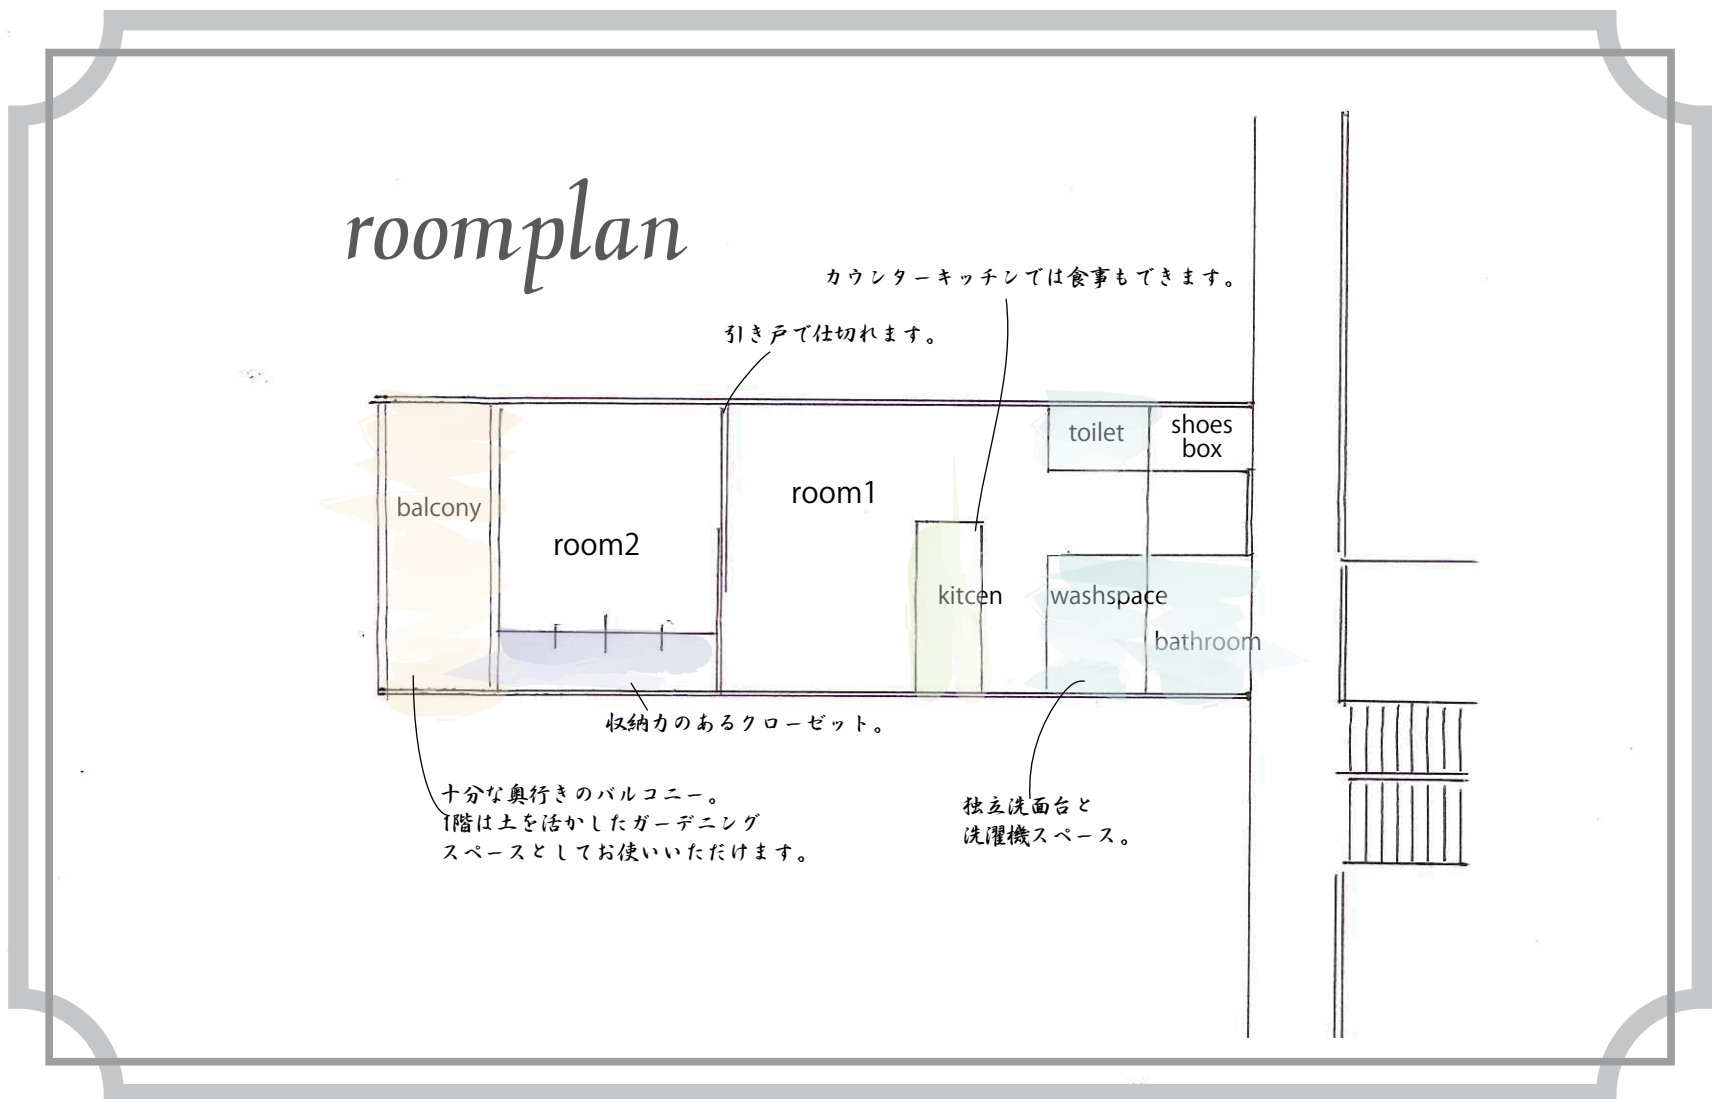 roomplan
カウンターキッチンでは食事もできます。
引き戸で仕切れます。
toilet
shoes
box
room1
balcony
room2
kitcen
washspace
bathroom
収納力のあるクローゼット。
十分な奥行きのバルコニー。
1階は土を活かしたガーデニング
スペースとしてお使いいただけます。
独立洗面台と
洗濯機スペース。